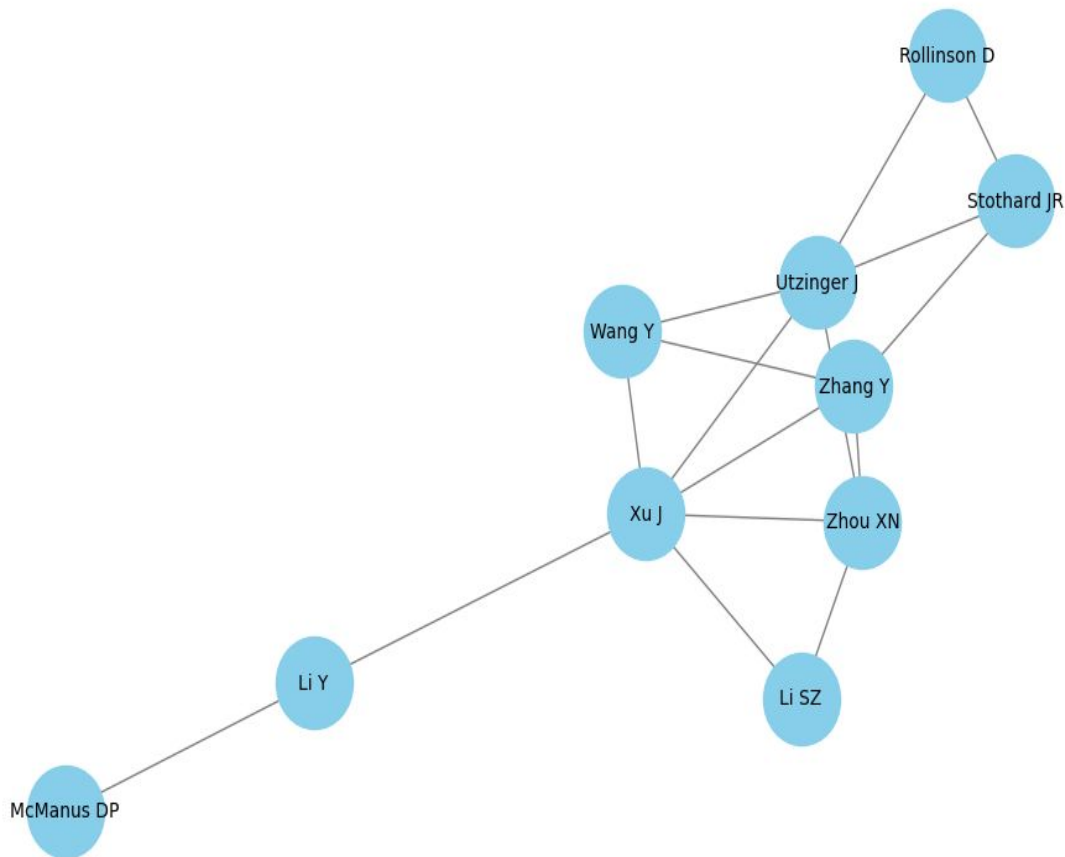 Rollinson D
Stothard JR
Utzinger J
Wang Y
Zhang Y
Xu J
Zhou XN
Li Y
Li SZ
McManus DP